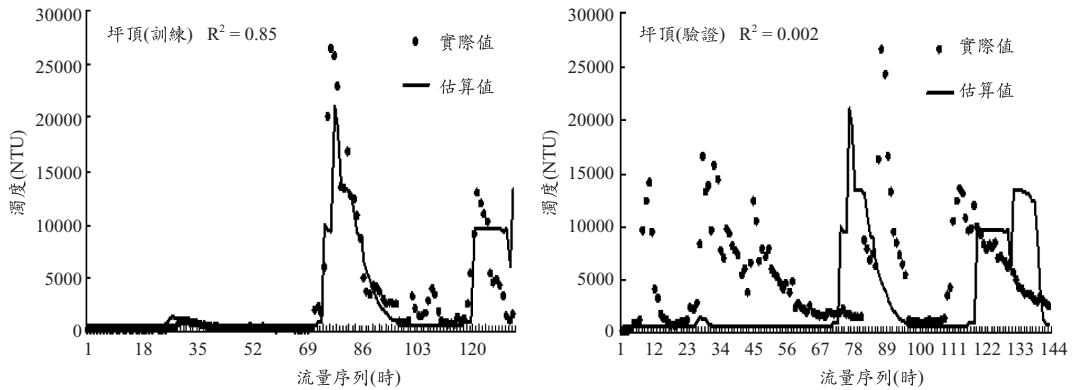 坪頂(訓練) R² = 0.85
實際值
估算值
30000
25000
20000
15000
10000
5000
0
濁度(NTU)
1 18 35 52 69 86 103 120
流量序列(時)
坪頂(驗證) R² = 0.002
實際值
估算值
30000
25000
20000
15000
10000
5000
0
濁度(NTU)
1 12 23 34 45 56 67 78 89 100 111 122 133 144
流量序列(時)